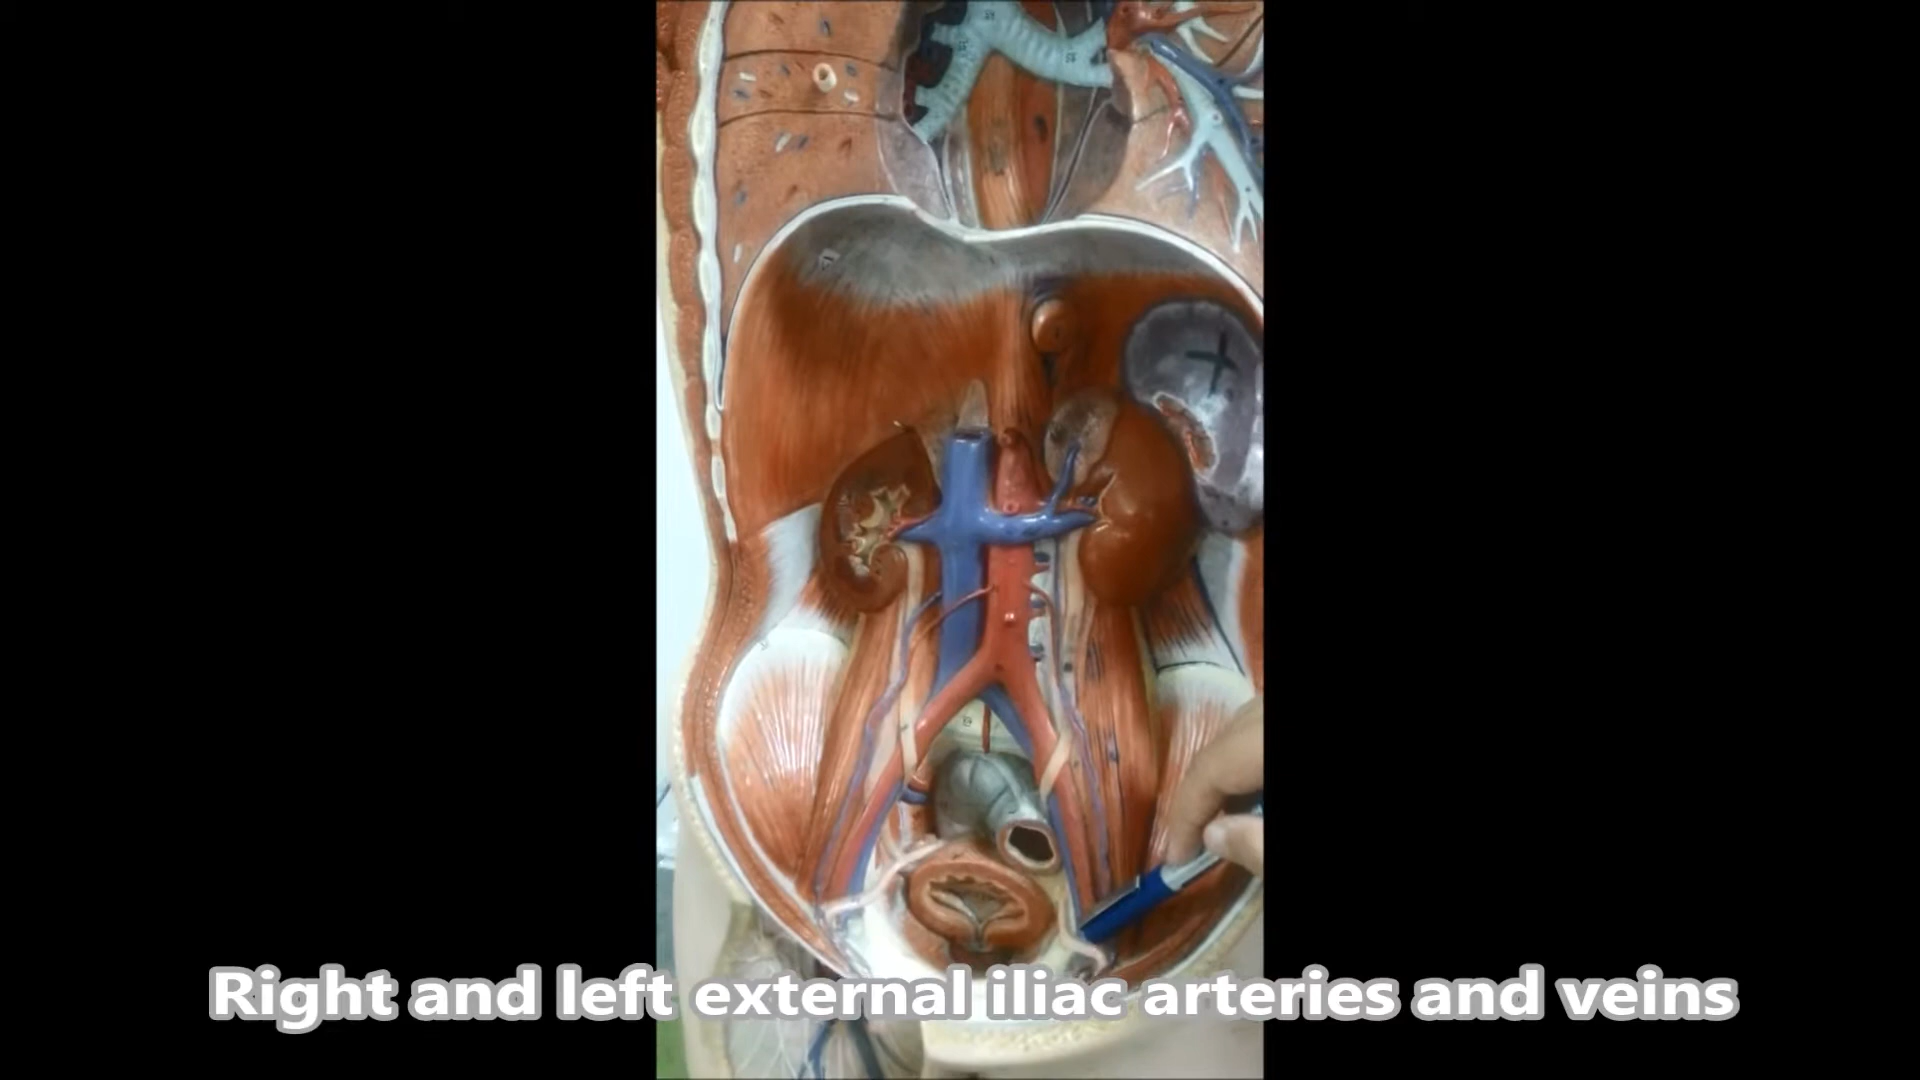 Right and left external iliac arteries and veins